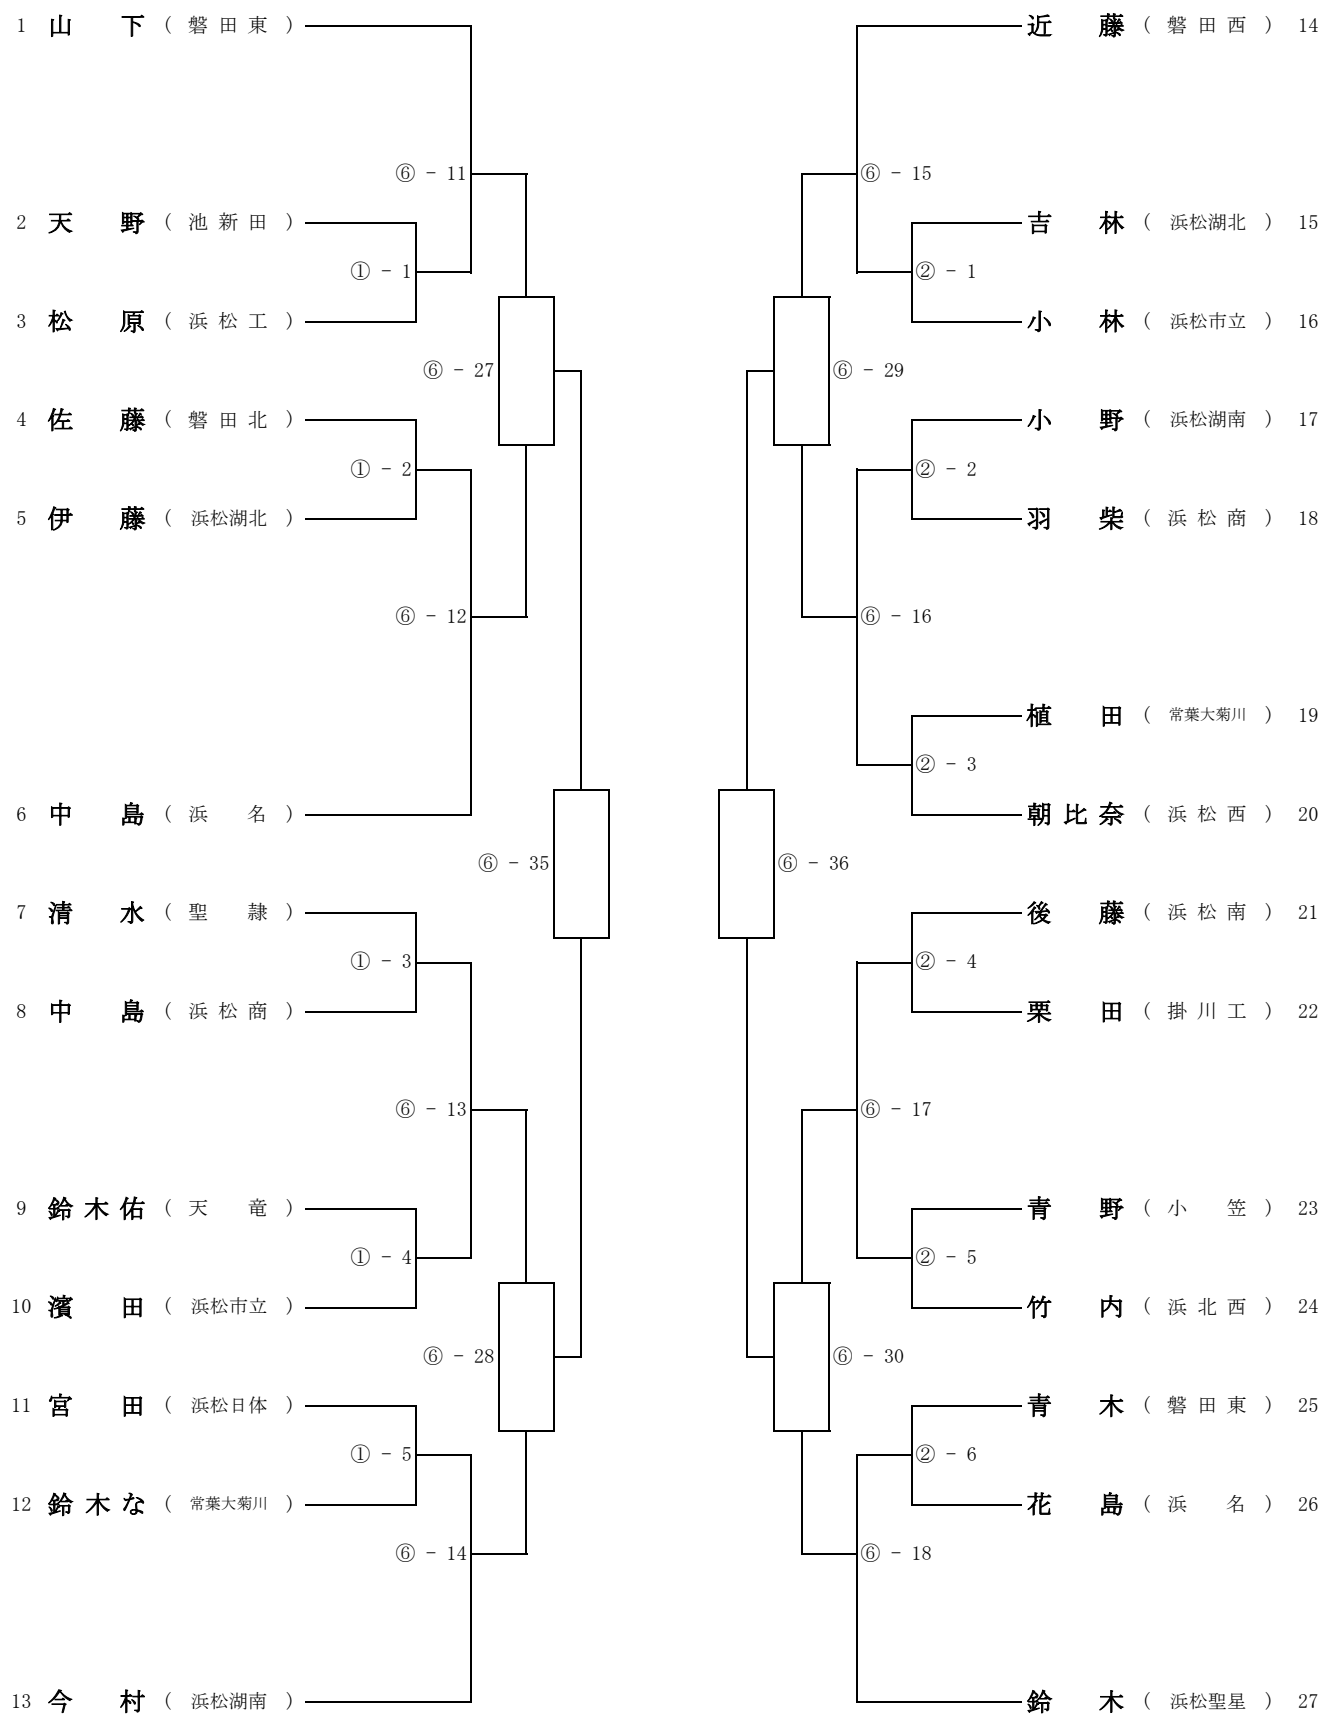 1 山 下 ( 磐 田 東 )
⑥ - 11
2 天 野 ( 池 新 田 )
① - 1
3 松 原 ( 浜 松 工 )
⑥ - 27
4 佐 藤 ( 磐 田 北 )
① - 2
5 伊 藤 ( 浜松湖北 )
⑥ - 12
6 中 島 ( 浜 名 )
⑥ - 35
7 清 水 ( 聖 隷 )
① - 3
8 中 島 ( 浜 松 商 )
⑥ - 13
9 鈴 木 佑 ( 天 竜 )
① - 4
10 濱 田 ( 浜松市立 )
⑥ - 28
11 宮 田 ( 浜松日体 )
① - 5
12 鈴 木 な ( 常葉大菊川 )
⑥ - 14
13 今 村 ( 浜松湖南 )
近 藤 ( 磐 田 西 ) 14
⑥ - 15
吉 林 ( 浜松湖北 ) 15
② - 1
小 林 ( 浜松市立 ) 16
⑥ - 29
小 野 ( 浜松湖南 ) 17
② - 2
羽 柴 ( 浜 松 商 ) 18
⑥ - 16
植 田 ( 常葉大菊川 ) 19
② - 3
朝 比 奈 ( 浜 松 西 ) 20
⑥ - 36
後 藤 ( 浜 松 南 ) 21
② - 4
栗 田 ( 掛 川 工 ) 22
⑥ - 17
青 野 ( 小 笠 ) 23
② - 5
竹 内 ( 浜 北 西 ) 24
⑥ - 30
青 木 ( 磐 田 東 ) 25
② - 6
花 島 ( 浜 名 ) 26
⑥ - 18
鈴 木 ( 浜松聖星 ) 27